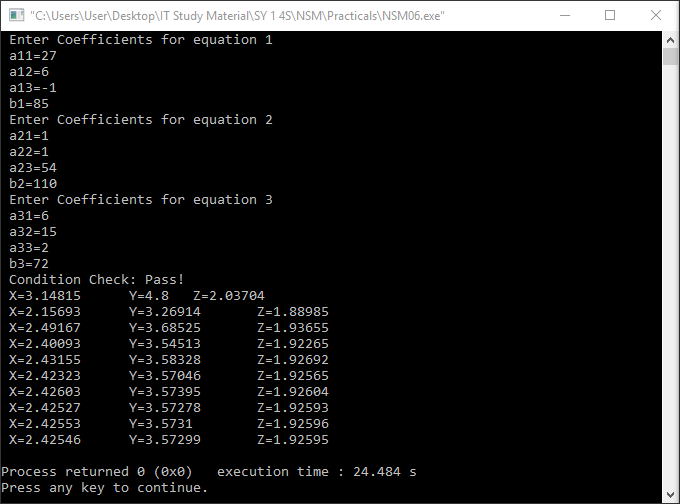 "C:\Users\User\Desktop\IT Study Material\SY 1 4S\NSM\Practicals\NSM06.exe"
Enter Coefficients for equation 1
a11=27
a12=6
a13=-1
b1=85
Enter Coefficients for equation 2
a21=1
a22=1
a23=54
b2=110
Enter Coefficients for equation 3
a31=6
a32=15
a33=2
b3=72
Condition Check: Pass!
X=3.14815 Y=4.8 Z=2.03704
X=2.15693 Y=3.26914 Z=1.88985
X=2.49167 Y=3.68525 Z=1.93655
X=2.40093 Y=3.54513 Z=1.92265
X=2.43155 Y=3.58328 Z=1.92692
X=2.42323 Y=3.57046 Z=1.92565
X=2.42603 Y=3.57395 Z=1.92604
X=2.42527 Y=3.57278 Z=1.92593
X=2.42553 Y=3.5731 Z=1.92596
X=2.42546 Y=3.57299 Z=1.92595
Process returned 0 (0x0) execution time : 24.484 s
Press any key to continue.